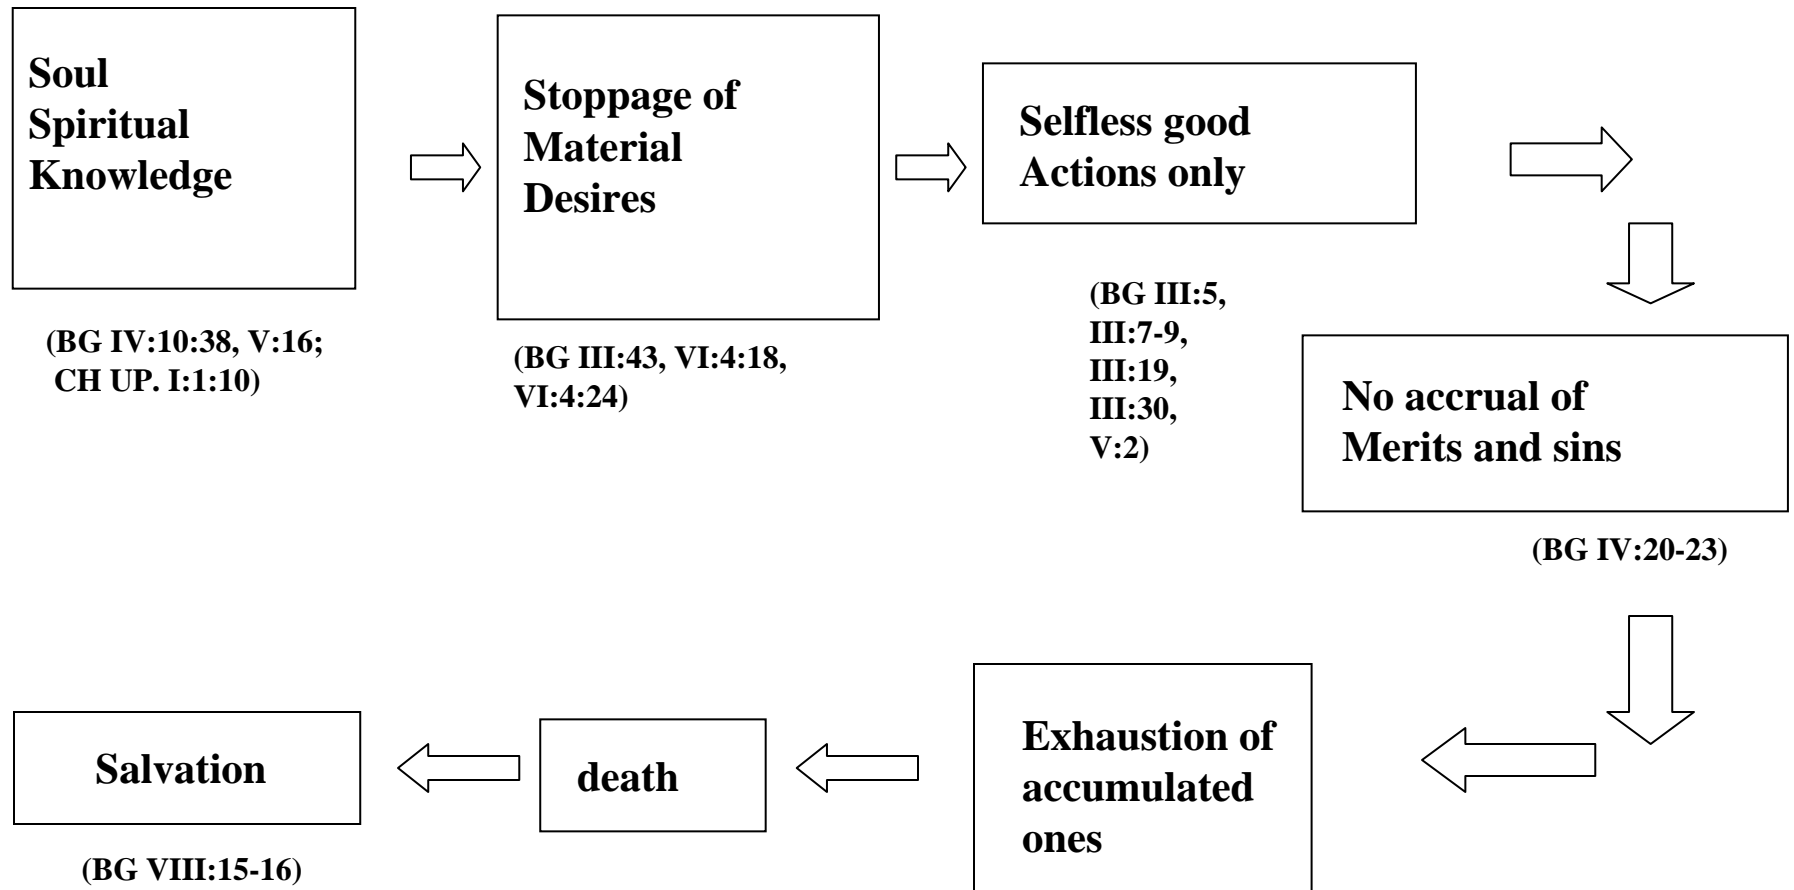 Soul
Spiritual
Knowledge
(BG IV:10:38, V:16;
CH UP. I:1:10)
Stoppage of
Material
Desires
(BG III:43, VI:4:18,
VI:4:24)
Selfless good
Actions only
(BG III:5,
III:7-9,
III:19,
III:30,
V:2)
No accrual of
Merits and sins
(BG IV:20-23)
Exhaustion of
accumulated
ones
death
Salvation
(BG VIII:15-16)